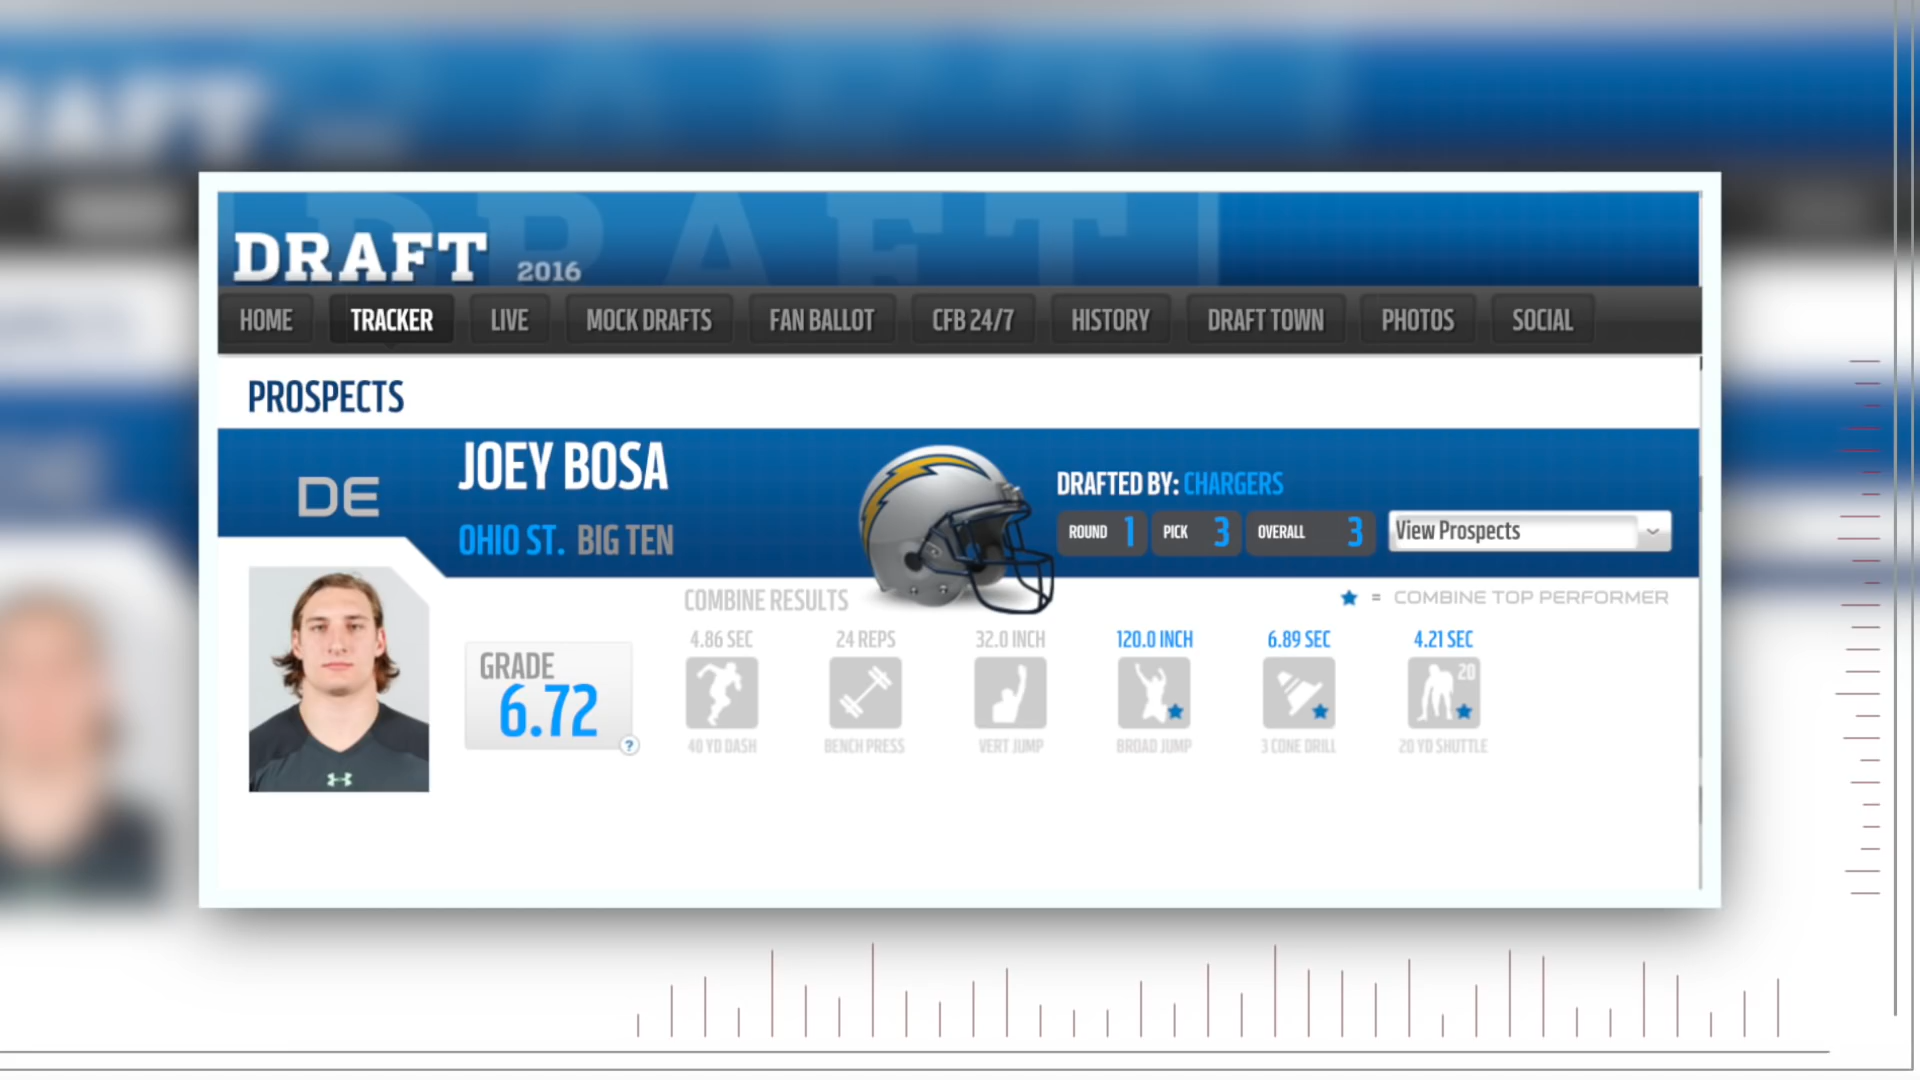 DRAFT 2016
HOME TRACKER LIVE MOCK DRAFTS FAN BALLOT CFB 24/7 HISTORY DRAFT TOWN PHOTOS SOCIAL
PROSPECTS
DE
JOEY BOSA
OHIO ST. BIG TEN
DRAFTED BY: CHARGERS
ROUND 1 PICK 3 OVERALL 3
View Prospects
COMBINE RESULTS
★ = COMBINE TOP PERFORMER
GRADE
6.72
?
4.86 SEC 24 REPS 32.0 INCH 120.0 INCH 6.89 SEC 4.21 SEC
20
40 YD DASH BENCH PRESS VERT JUMP BROAD JUMP 3 CONE DRILL 20 YD SHUTTLE